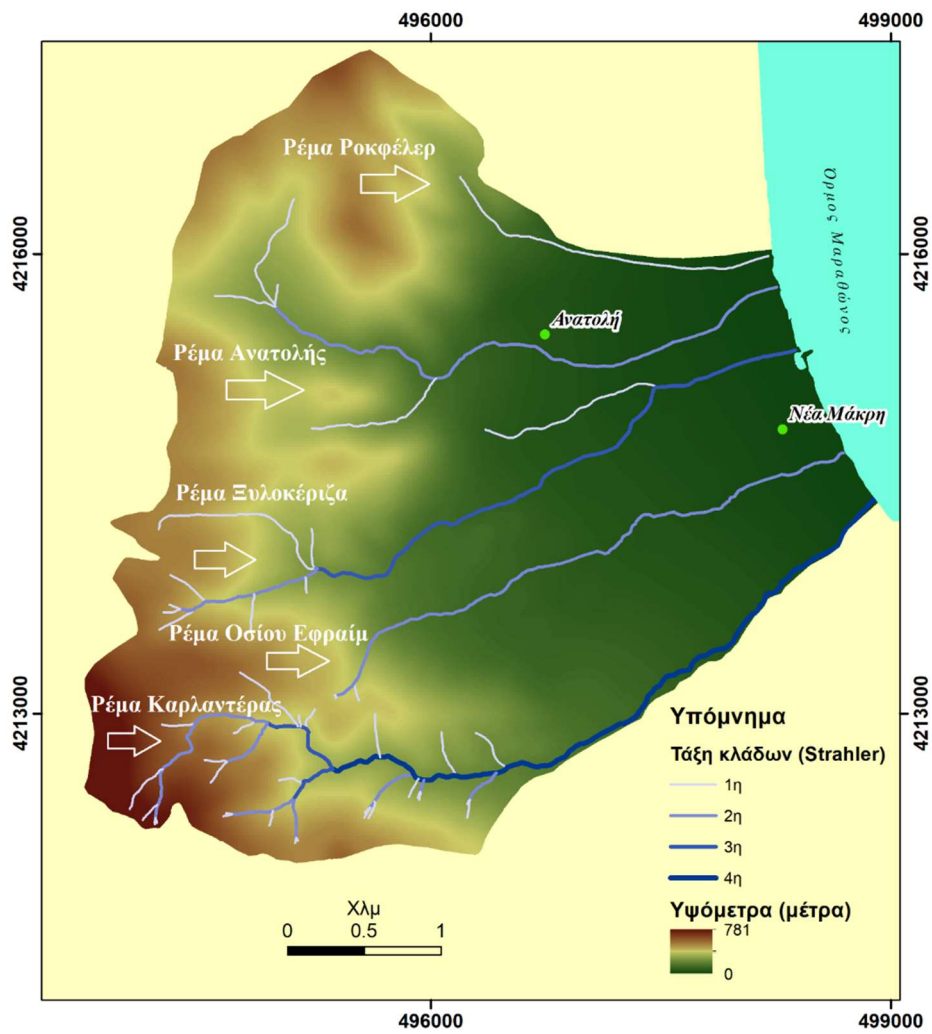 496000
499000
Ρέμα Ροκφέλερ
4216000
4216000
Όρμος Μαραθώνος
Ανατολή
Ρέμα Ανατολής
Νέα Μάκρη
Ρέμα Ξυλοκέριζα
Ρέμα Οσίου Εφραίμ
Ρέμα Καρλαντέρας
4213000
4213000
Υπόμνημα
Τάξη κλάδων (Strahler)
1η
2η
3η
4η
Υψόμετρα (μέτρα)
781
0
Χλμ
0 0.5 1
496000
499000